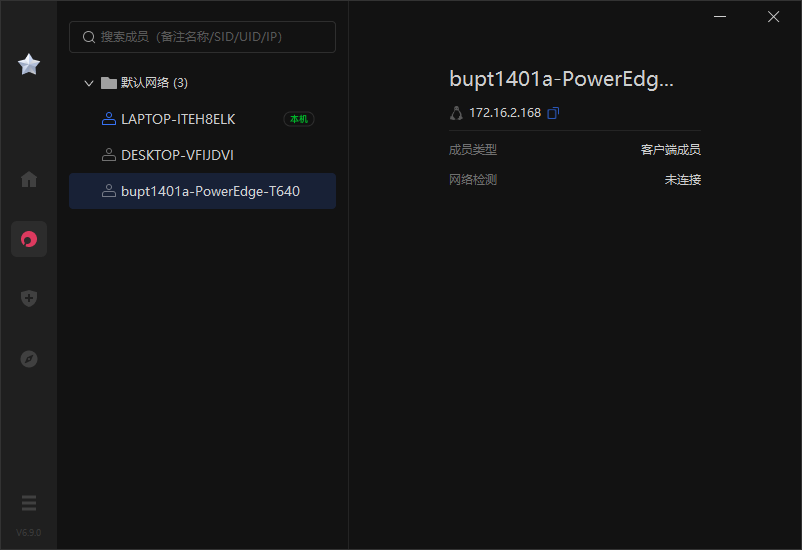 搜索成员（备注名称/SID/UID/IP）
默认网络 (3)
LAPTOP-ITEH8ELK
本机
DESKTOP-VFIJDVI
bupt1401a-PowerEdge-T640
V6.9.0
bupt1401a-PowerEdg...
172.16.2.168
成员类型 客户端成员
网络检测 未连接